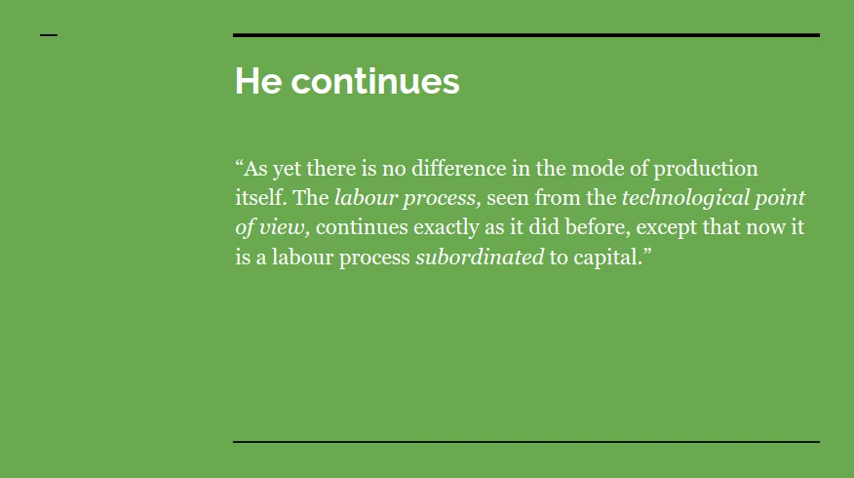 He continues
“As yet there is no difference in the mode of production
itself. The labour process, seen from the technological point
of view, continues exactly as it did before, except that now it
is a labour process subordinated to capital.”